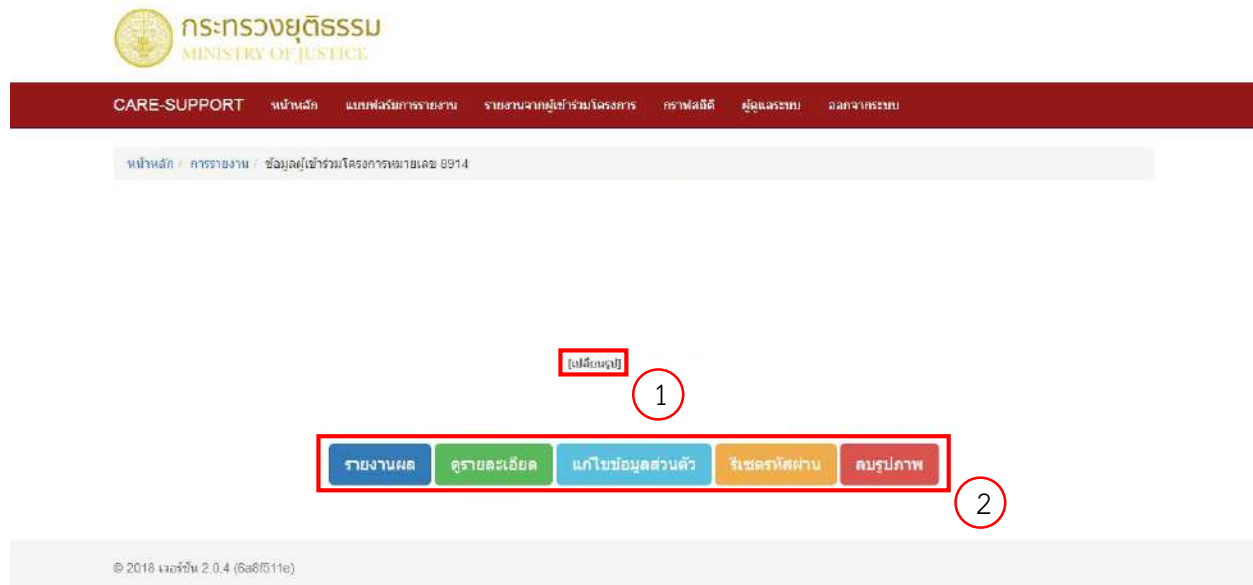 กระทรวงยุติธรรม
MINISTRY OF JUSTICE
CARE-SUPPORT หน้าหลัก แบบฟอร์มการรายงาน รายงานจากผู้เข้าร่วมโครงการ กราฟสถิติ ผู้ดูแลระบบ ออกจากระบบ
หน้าหลัก / การรายงาน / ข้อมูลผู้เข้าร่วมโครงการหมายเลข 8914
[เปลี่ยนรูป]
1
รายงานผล ดูรายละเอียด แก้ไขข้อมูลส่วนตัว รีเซตรหัสผ่าน ลบรูปภาพ
2
© 2018 เวอร์ชั่น 2.0.4 (6a8f511e)